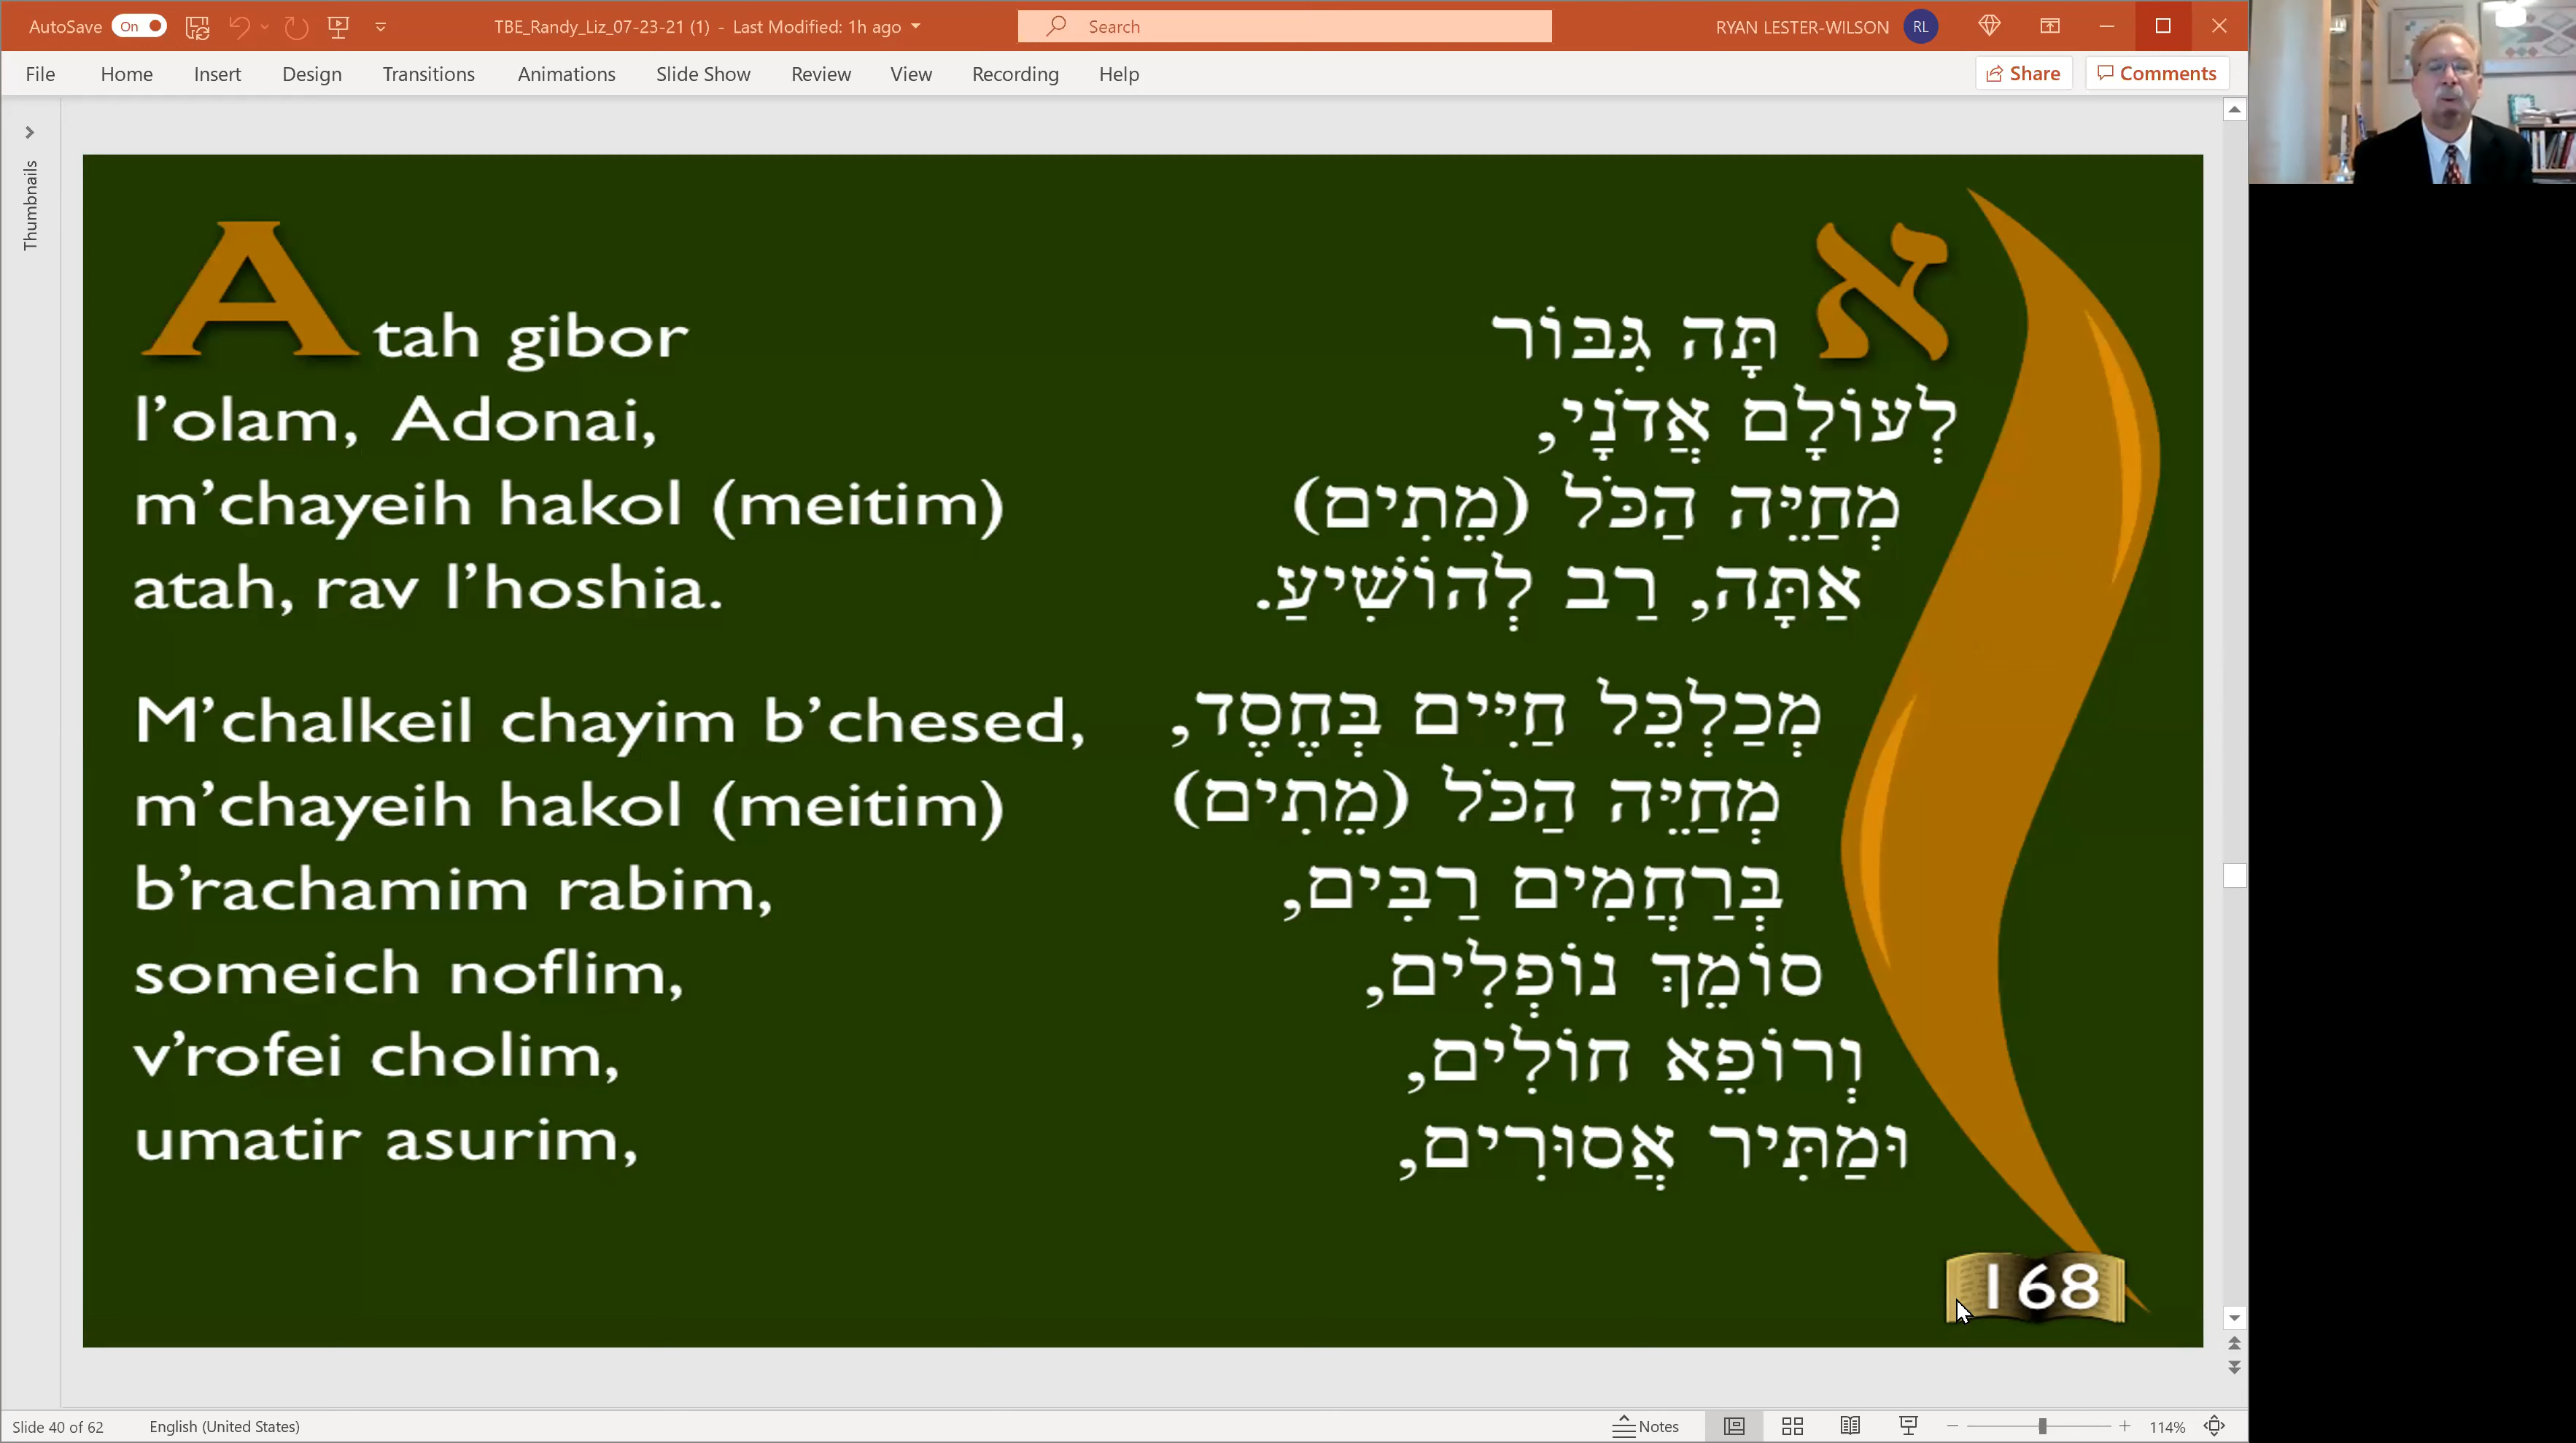 AutoSave On TBE_Randy_Liz_07-23-21 (1) - Last Modified: 1h ago Search RYAN LESTER-WILSON RL
File Home Insert Design Transitions Animations Slide Show Review View Recording Help Share Comments
Thumbnails
Atah gibor
l'olam, Adonai,
m'chayeih hakol (meitim)
atah, rav l'hoshia.
M'chalkeil chayim b'chesed,
m'chayeih hakol (meitim)
b'rachamim rabim,
someich noflim,
v'rofei cholim,
umatir asurim,
אתָּה גִּבּוֹר
לְעוֹלָם אֲדֹנָי,
מְחַיֵּה הַכֹּל (מֵתִים)
אַתָּה, רַב לְהוֹשִׁיעַ.
מְכַלְכֵּל חַיִּים בְּחֶסֶד,
מְחַיֵּה הַכֹּל (מֵתִים)
בְּרַחֲמִים רַבִּים,
סוֹמֵךְ נוֹפְלִים,
וְרוֹפֵא חוֹלִים,
וּמַתִּיר אֲסוּרִים,
168
Slide 40 of 62 English (United States) Notes 114%